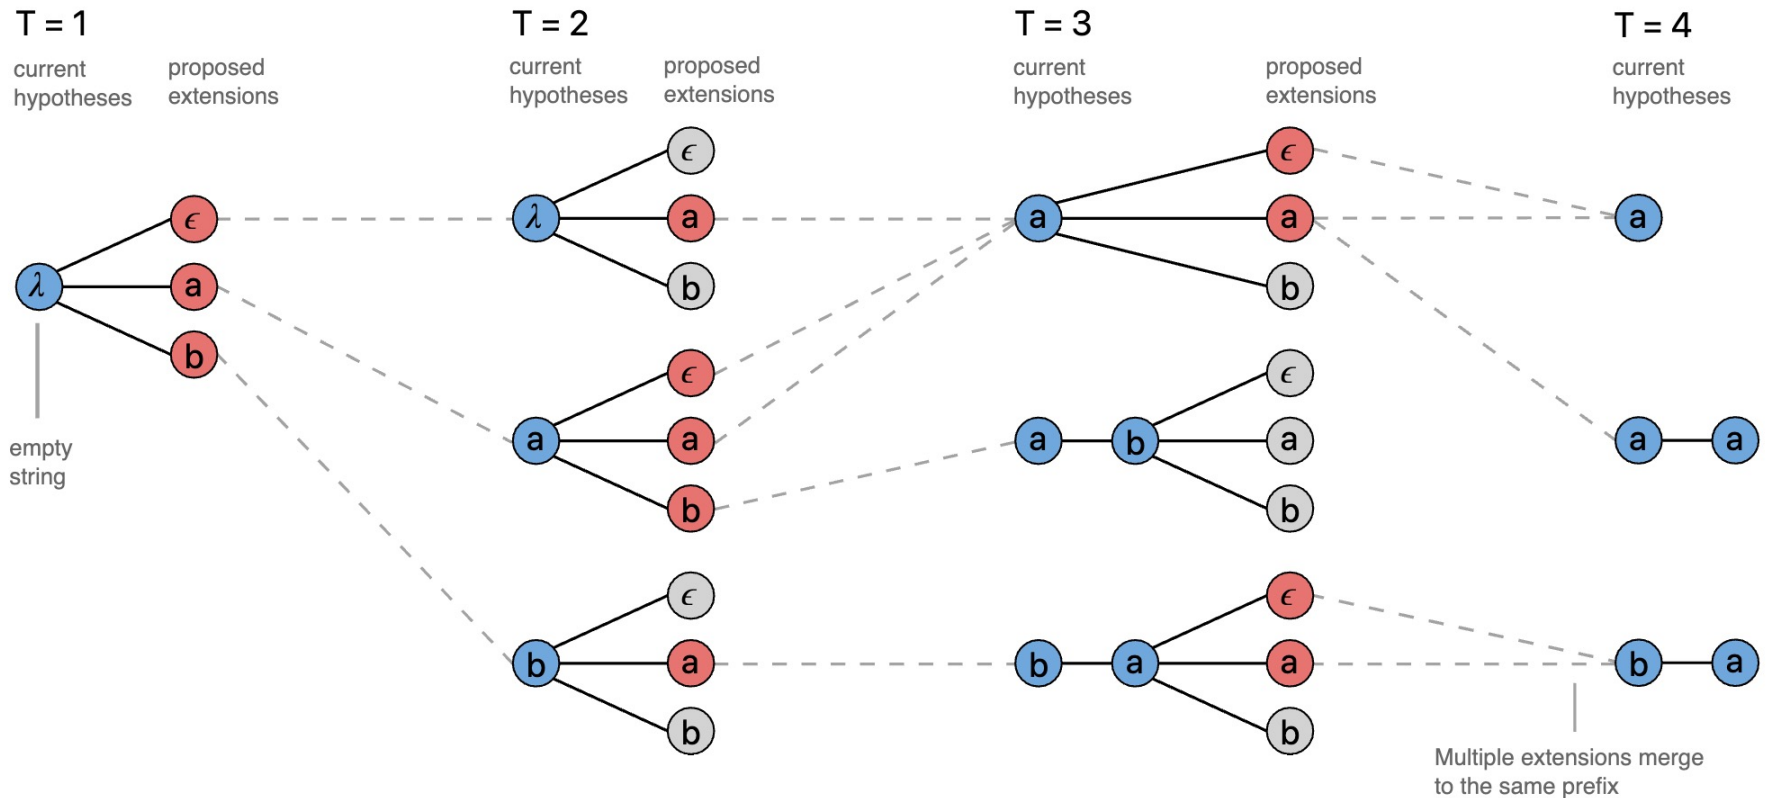 T = 1
T = 2
T = 3
T = 4
current
hypotheses
proposed
extensions
current
hypotheses
proposed
extensions
current
hypotheses
proposed
extensions
current
hypotheses
λ
ϵ
a
b
empty
string
λ
ϵ
a
b
a
ϵ
a
b
b
ϵ
a
b
a
ϵ
a
b
a b
ϵ
a
b
b a
ϵ
a
b
a
a a
b a
Multiple extensions merge
to the same prefix